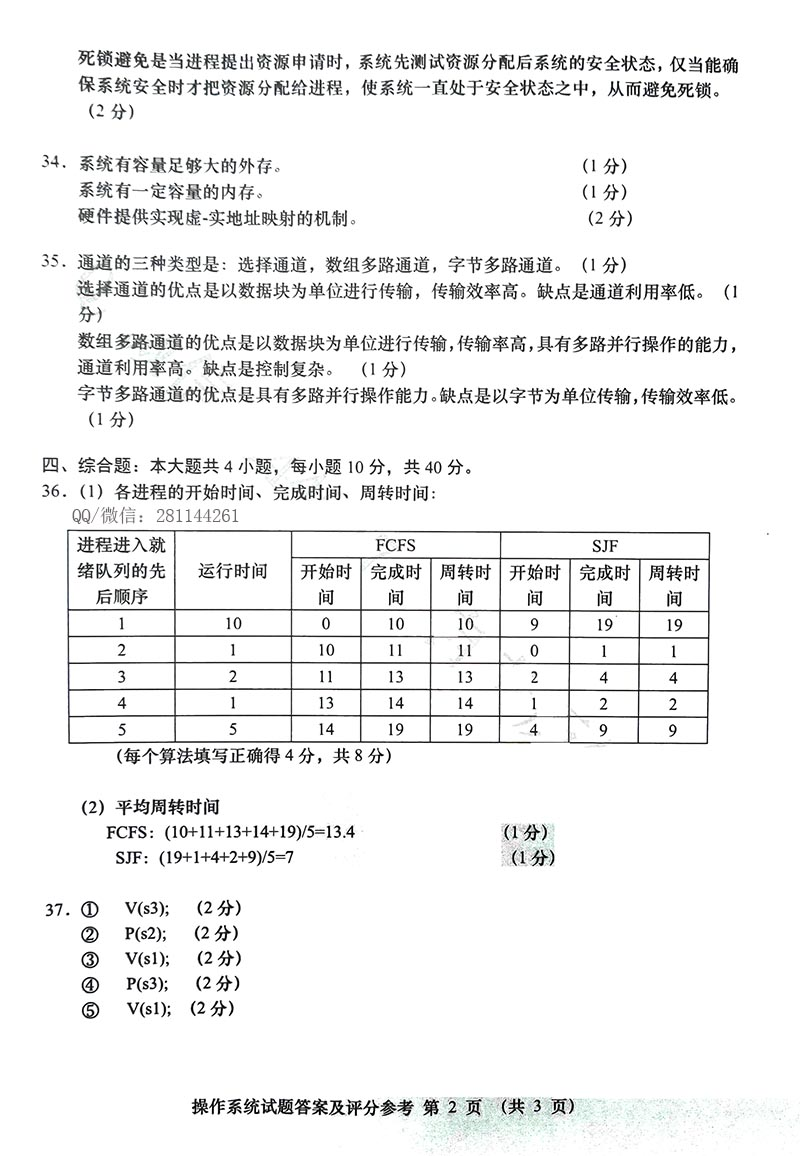 死锁避免是当进程提出资源申请时，系统先测试资源分配后系统的安全状态，仅当能确
保系统安全时才把资源分配给进程，使系统一直处于安全状态之中，从而避免死锁。
（2 分）
34．系统有容量足够大的外存。 （1 分）
系统有一定容量的内存。 （1 分）
硬件提供实现虚-实地址映射的机制。 （2 分）
35．通道的三种类型是：选择通道，数组多路通道，字节多路通道。（1 分）
选择通道的优点是以数据块为单位进行传输，传输效率高。缺点是通道利用率低。（1
分）
数组多路通道的优点是以数据块为单位进行传输，传输率高，具有多路并行操作的能力，
通道利用率高。缺点是控制复杂。 （1 分）
字节多路通道的优点是具有多路并行操作能力。缺点是以字节为单位传输，传输效率低。
（1 分）
四、综合题：本大题共 4 小题，每小题 10 分，共 40 分。
36．（1）各进程的开始时间、完成时间、周转时间：
QQ/微信：281144261
进程进入就绪队列的先后顺序 运行时间 FCFS SJF
开始时间 完成时间 周转时间 开始时间 完成时间 周转时间
1 10 0 10 10 9 19 19
2 1 10 11 11 0 1 1
3 2 11 13 13 2 4 4
4 1 13 14 14 1 2 2
5 5 14 19 19 4 9 9
（每个算法填写正确得 4 分，共 8 分）
（2）平均周转时间
FCFS：(10+11+13+14+19)/5=13.4 （1 分）
SJF：(19+1+4+2+9)/5=7 （1 分）
37．① V(s3); （2 分）
② P(s2); （2 分）
③ V(s1); （2 分）
④ P(s3); （2 分）
⑤ V(s1); （2 分）
操作系统试题答案及评分参考 第 2 页 （共 3 页）